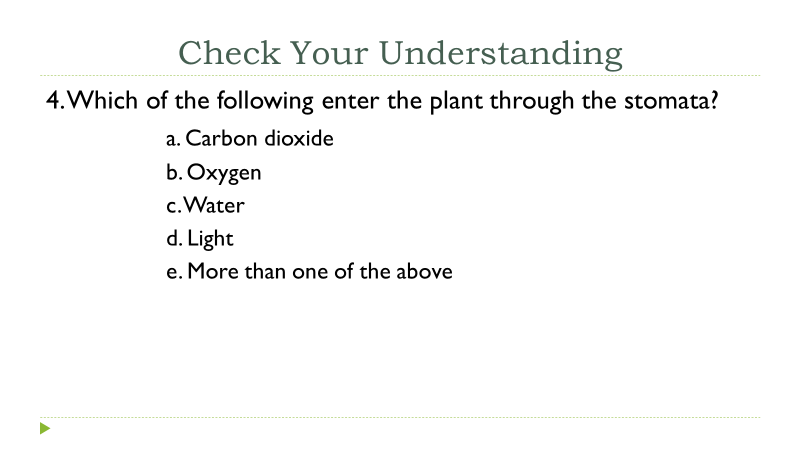 Check Your Understanding
4. Which of the following enter the plant through the stomata?
a. Carbon dioxide
b. Oxygen
c. Water
d. Light
e. More than one of the above